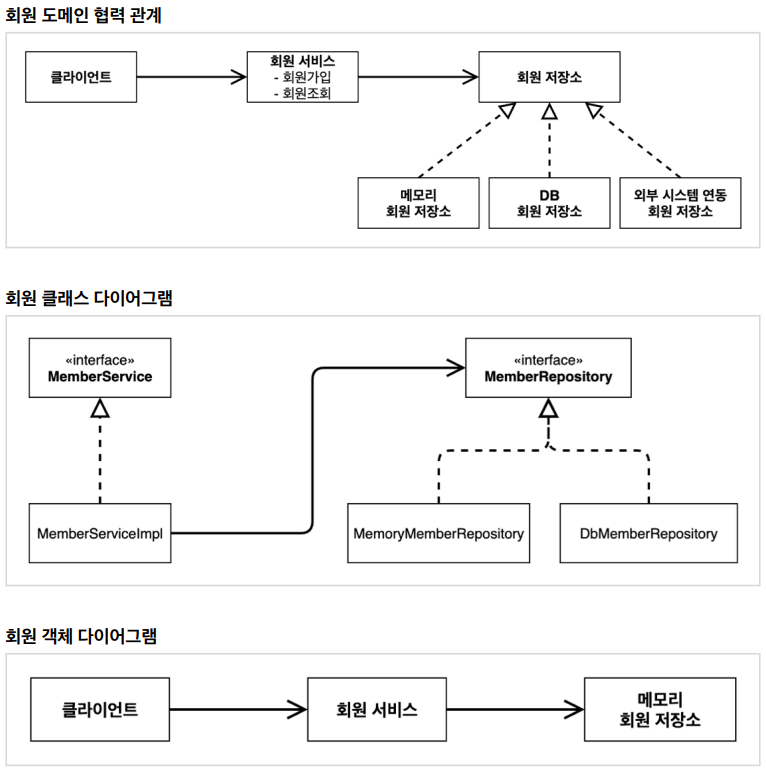 회원 도메인 협력 관계
클라이언트
회원 서비스
- 회원가입
- 회원조회
회원 저장소
메모리
회원 저장소
DB
회원 저장소
외부 시스템 연동
회원 저장소
회원 클래스 다이어그램
«interface»
MemberService
«interface»
MemberRepository
MemberServiceImpl
MemoryMemberRepository
DbMemberRepository
회원 객체 다이어그램
클라이언트
회원 서비스
메모리
회원 저장소